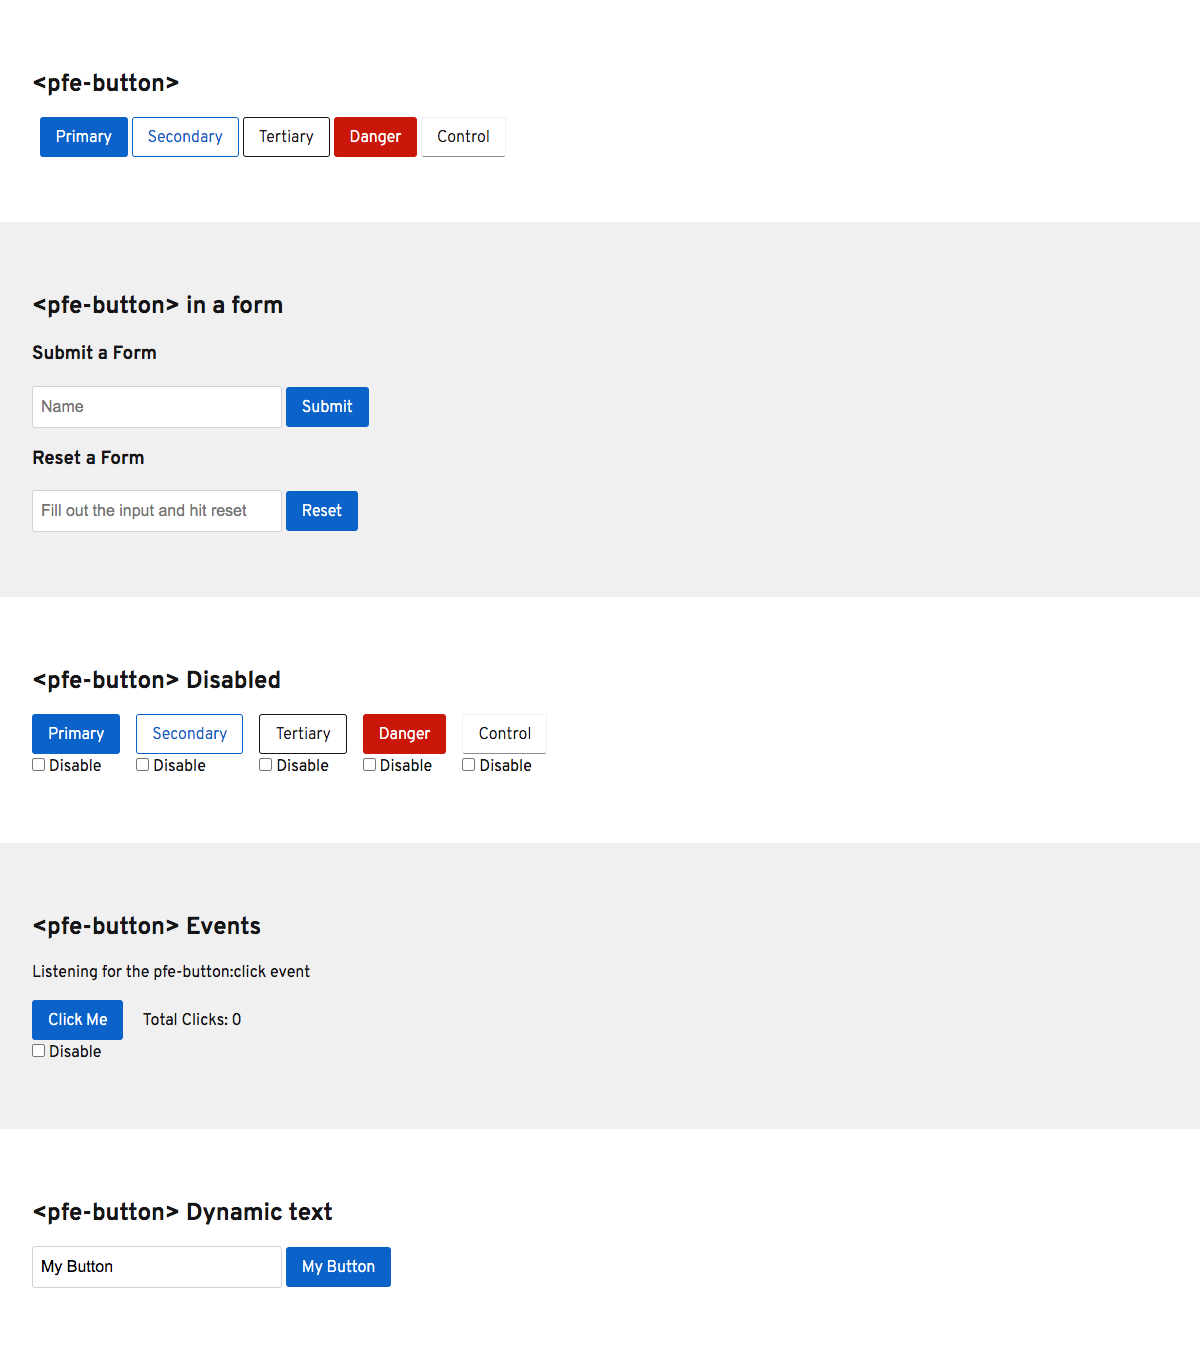 <pfe-button>
Primary Secondary Tertiary Danger Control
<pfe-button> in a form
Submit a Form
Name Submit
Reset a Form
Fill out the input and hit reset Reset
<pfe-button> Disabled
Primary Secondary Tertiary Danger Control
Disable Disable Disable Disable Disable
<pfe-button> Events
Listening for the pfe-button:click event
Click Me Total Clicks: 0
Disable
<pfe-button> Dynamic text
My Button My Button